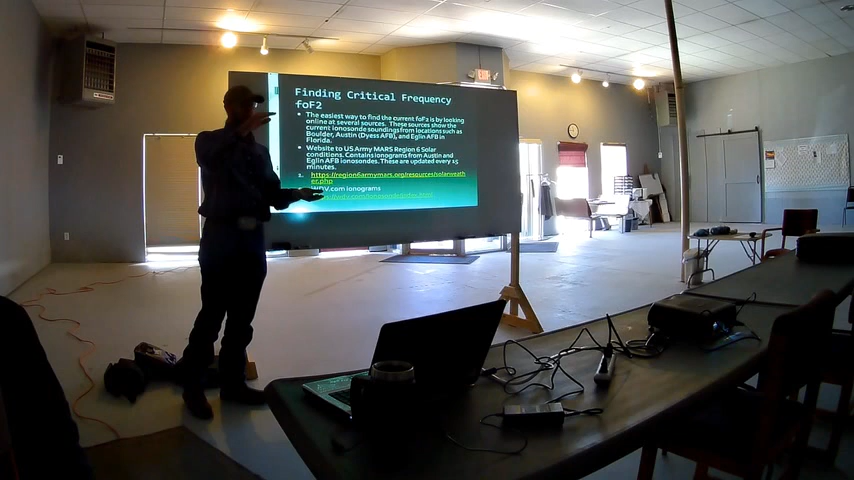 Finding Critical Frequency
foF2
The easiest way to find the current foF2 is by looking
online at several sources. These sources show the
current ionosonde soundings from locations such as
Boulder, Austin (Dyess AFB), and Eglin AFB in
Florida.
Website to US Army MARS Region 6 Solar
conditions. Contains Ionograms from Austin and
Eglin AFB ionosondes. These are updated every 15
minutes.
1. https://region6armymars.org/resources/solarweath
er.php
.com ionograms
EXIT